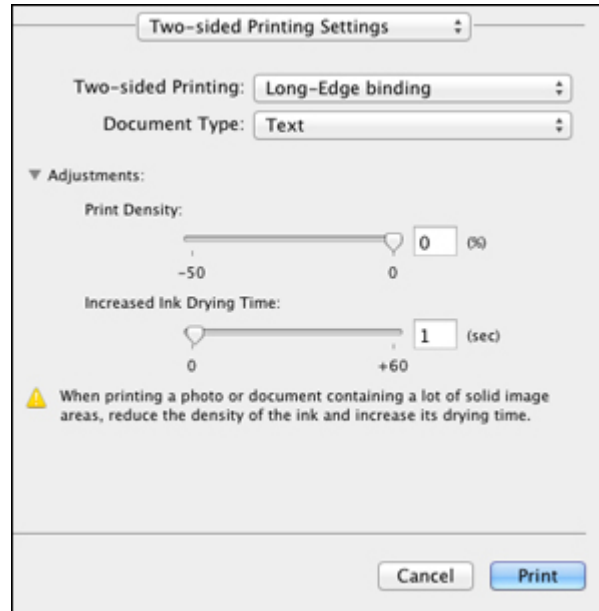 Two-sided Printing Settings
Two-sided Printing: Long-Edge binding
Document Type: Text
Adjustments:
Print Density:
0 (%)
-50 0
Increased Ink Drying Time:
1 (sec)
0 +60
When printing a photo or document containing a lot of solid image
areas, reduce the density of the ink and increase its drying time.
Cancel Print